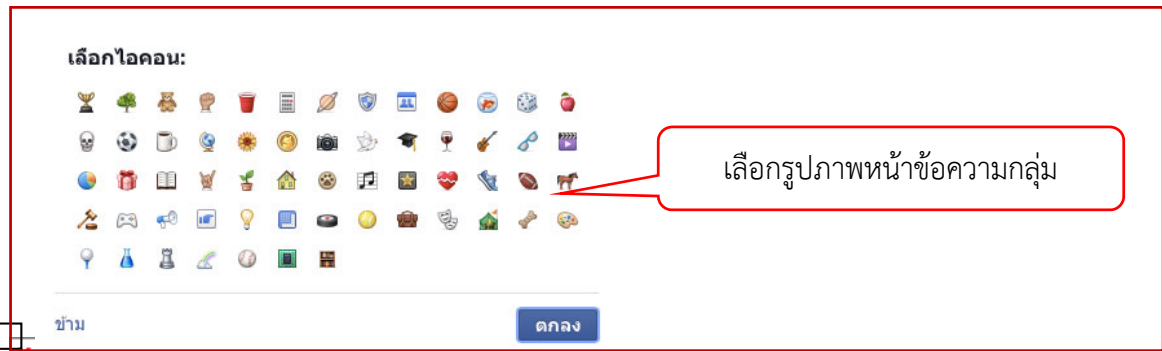 เลือกไอคอน:
เลือกรูปภาพหน้าข้อความกลุ่ม
ข้าม
ตกลง